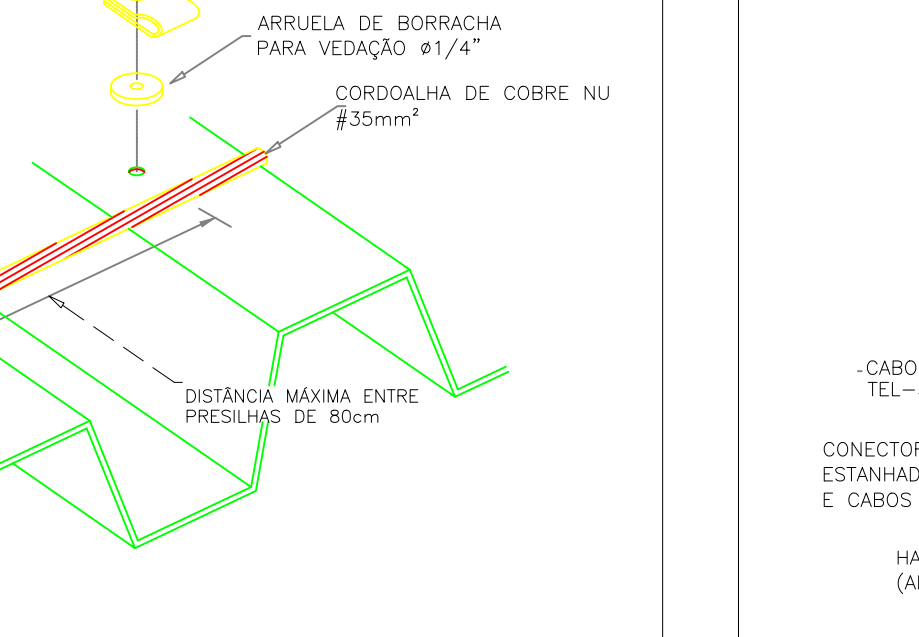 ARRUELA DE BORRACHA
PARA VEDAÇÃO ø1/4"
CORDOALHA DE COBRE NU
#35mm²
DISTÂNCIA MÁXIMA ENTRE
PRESILHAS DE 80cm
-CABO
TEL-
CONECTOR
ESTANHAD
E CABOS
HA